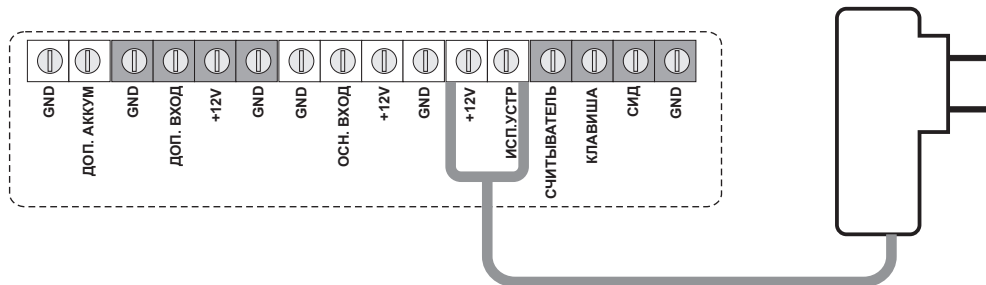 GND
ДОП. АККУМ
GND
ДОП. ВХОД
+12V
GND
GND
ОСН. ВХОД
+12V
GND
+12V
ИСП.УСТР
СЧИТЫВАТЕЛЬ
КЛАВИША
СИД
GND